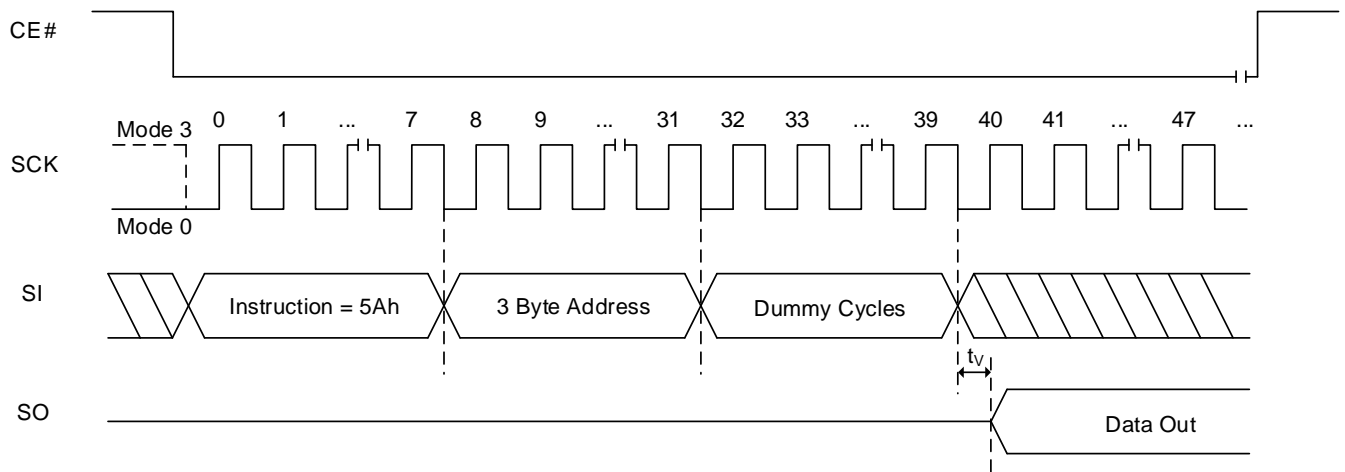 CE#
Mode 3 0 1 ... 7 8 9 ... 31 32 33 ... 39 40 41 ... 47 ...
SCK
Mode 0
SI Instruction = 5Ah 3 Byte Address Dummy Cycles
tV
SO Data Out